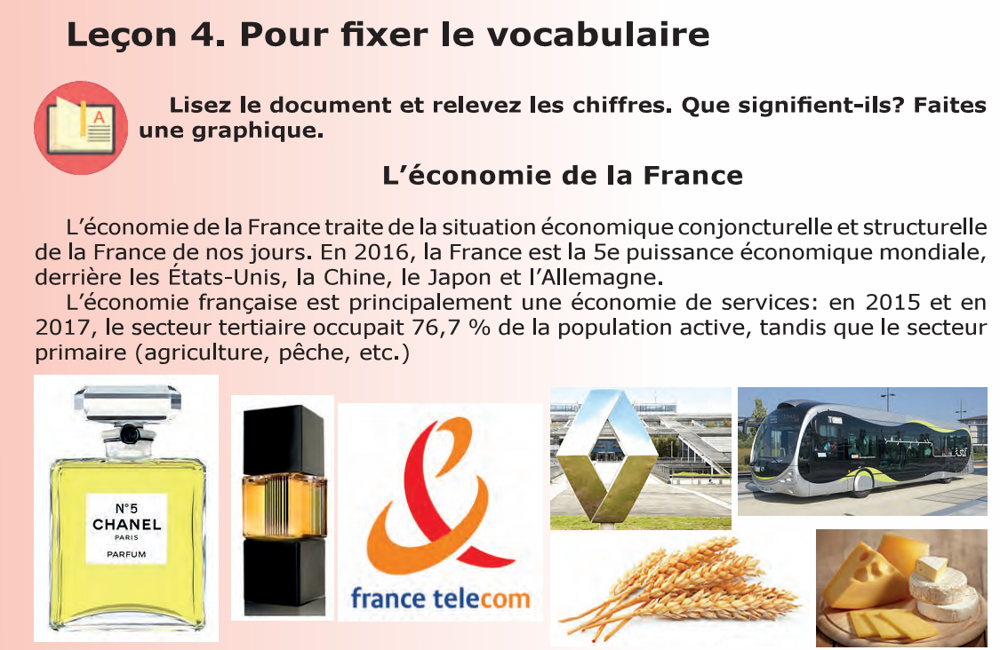 Leçon 4. Pour fixer le vocabulaire
A
Lisez le document et relevez les chiffres. Que signifient-ils? Faites
une graphique.
L’économie de la France
L’économie de la France traite de la situation économique conjoncturelle et structurelle
de la France de nos jours. En 2016, la France est la 5e puissance économique mondiale,
derrière les États-Unis, la Chine, le Japon et l’Allemagne.
L’économie française est principalement une économie de services: en 2015 et en
2017, le secteur tertiaire occupait 76,7 % de la population active, tandis que le secteur
primaire (agriculture, pêche, etc.)
N°5
CHANEL
PARIS
PARFUM
france telecom